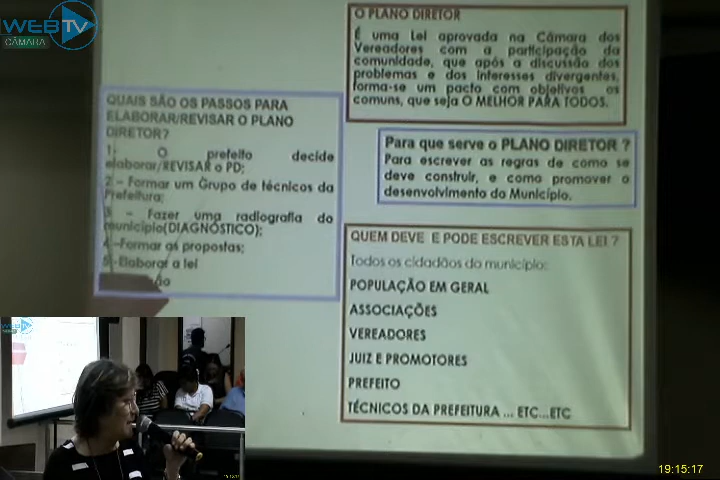 WEBTV
CÂMARA
O PLANO DIRETOR
É uma Lei aprovada na Câmara dos
Vereadores com a participação da
comunidade, que após a discussão dos
problemas e dos interesses divergentes,
forma-se um pacto com objetivos os
comuns, que seja O MELHOR PARA TODOS.
QUAIS SÃO OS PASSOS PARA
ELABORAR/REVISAR O PLANO
DIRETOR?
1- O prefeito decide
elaborar/REVISAR o PD;
2 – Formar um Grupo de técnicos da
Prefeitura;
3 – Fazer uma radiografia do
município(DIAGNÓSTICO);
4 –Formar as propostas;
5 -Elaborar a lei
Para que serve o PLANO DIRETOR ?
Para escrever as regras de como se
deve construir, e como promover o
desenvolvimento do Município.
QUEM DEVE E PODE ESCREVER ESTA LEI ?
Todos os cidadãos do município:
POPULAÇÃO EM GERAL
ASSOCIAÇÕES
VEREADORES
JUIZ E PROMOTORES
PREFEITO
TÉCNICOS DA PREFEITURA ... ETC...ETC
19:15:17